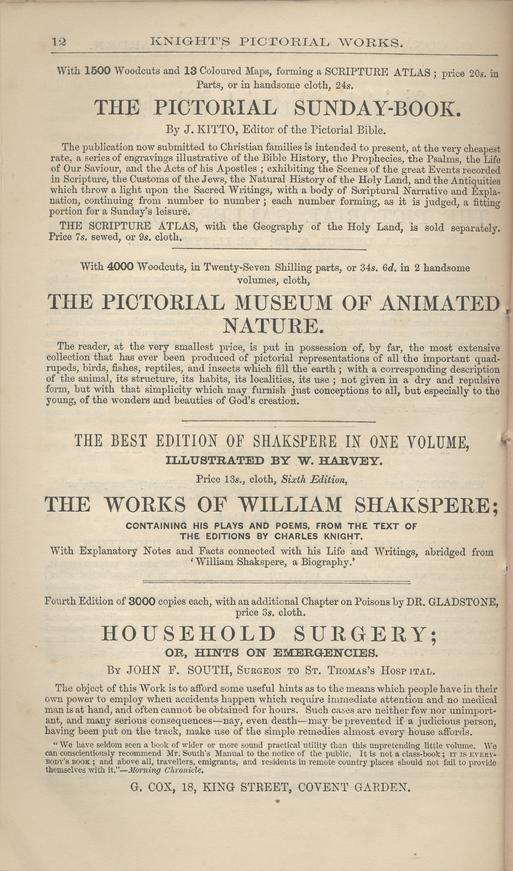 12 KNIGHT'S PICTORIAL WORKS.
With 1500 Woodcuts and 13 Coloured Maps, forming a SCRIPTURE ATLAS ; price 20s. in
Parts, or in handsome cloth, 24s.
THE PICTORIAL SUNDAY-BOOK.
By J. KITTO, Editor of the Pictorial Bible.
The publication now submitted to Christian families is intended to present, at the very cheapest
rate, a series of engravings illustrative of the Bible History, the Prophecies, the Psalms, the Life
of Our Saviour, and the Acts of his Apostles ; exhibiting the Scenes of the great Events recorded
in Scripture, the Customs of the Jews, the Natural History of the Holy Land, and the Antiquities
which throw a light upon the Sacred Writings, with a body of Scriptural Narrative and Expla-
nation, continuing from number to number ; each number forming, as it is judged, a fitting
portion for a Sunday's leisure.
THE SCRIPTURE ATLAS, with the Geography of the Holy Land, is sold separately.
Price 7s. sewed, or 9s. cloth.
With 4000 Woodcuts, in Twenty-Seven Shilling parts, or 34s. 6d. in 2 handsome
volumes, cloth,
THE PICTORIAL MUSEUM OF ANIMATED
NATURE.
The reader, at the very smallest price, is put in possession of, by far, the most extensive
collection that has ever been produced of pictorial representations of all the important quad-
rupeds, birds, fishes, reptiles, and insects which fill the earth ; with a corresponding description
of the animal, its structure, its habits, its localities, its use ; not given in a dry and repulsive
form, but with that simplicity which may furnish just conceptions to all, but especially to the
young, of the wonders and beauties of God's creation.
THE BEST EDITION OF SHAKSPERE IN ONE VOLUME,
ILLUSTRATED BY W. HARVEY.
Price 13s., cloth, Sixth Edition,
THE WORKS OF WILLIAM SHAKSPERE;
CONTAINING HIS PLAYS AND POEMS, FROM THE TEXT OF
THE EDITIONS BY CHARLES KNIGHT.
With Explanatory Notes and Facts connected with his Life and Writings, abridged from
‘William Shakspere, a Biography.’
Fourth Edition of 3000 copies each, with an additional Chapter on Poisons by DR. GLADSTONE,
price 3s. cloth.
HOUSEHOLD SURGERY;
OR, HINTS ON EMERGENCIES.
BY JOHN F. SOUTH, SURGEON TO ST. THOMAS'S HOSPITAL.
The object of this Work is to afford some useful hints as to the means which people have in their
own power to employ when accidents happen which require immediate attention and no medical
man is at hand, and often cannot be obtained for hours. Such cases are neither few nor unimport-
ant, and many serious consequences—nay, even death—may be prevented if a judicious person,
having been put on the track, make use of the simple remedies almost every house affords.
“ We have seldom seen a book of wider or more sound practical utility than this unpretending little volume. We
can conscientiously recommend Mr. South's Manual to the notice of the public. It is not a class-book; IT IS EVERY-
BODY'S BOOK ; and above all, travellers, emigrants, and residents in remote country places should not fail to provide
themselves with it.”—Morning Chronicle.
G. COX, 18, KING STREET, COVENT GARDEN.